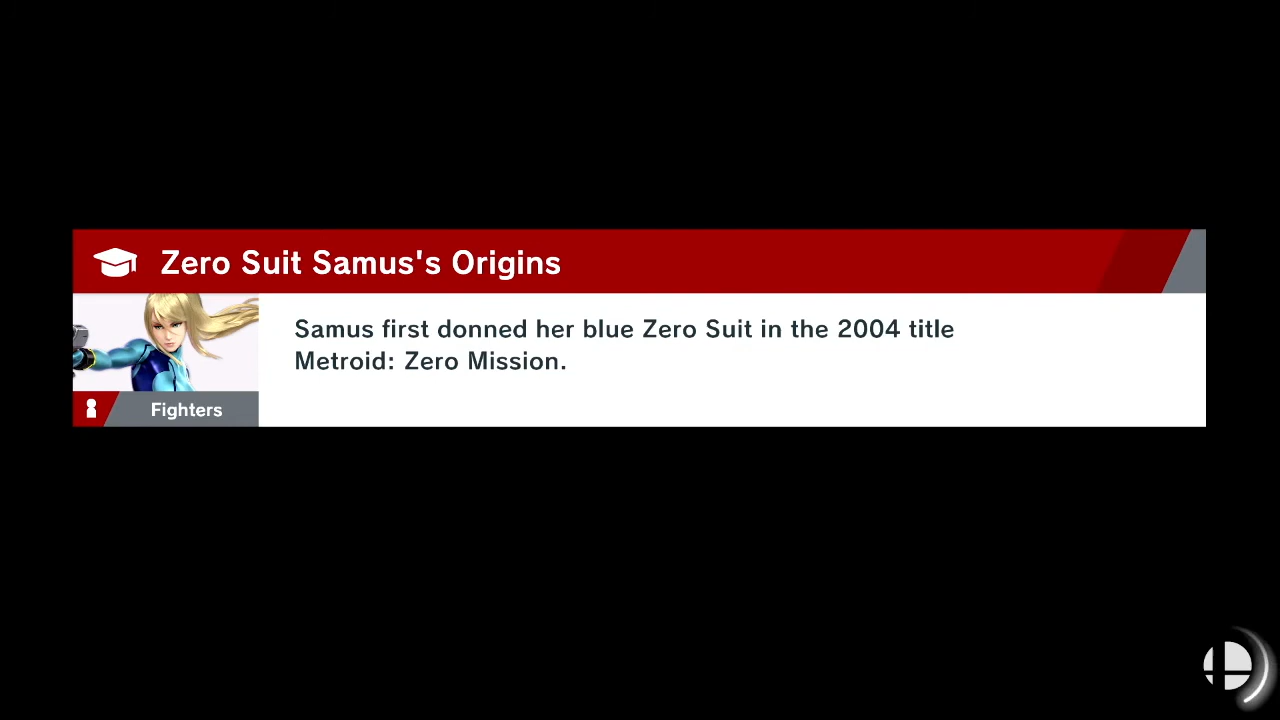 Zero Suit Samus's Origins
Samus first donned her blue Zero Suit in the 2004 title
Metroid: Zero Mission.
Fighters